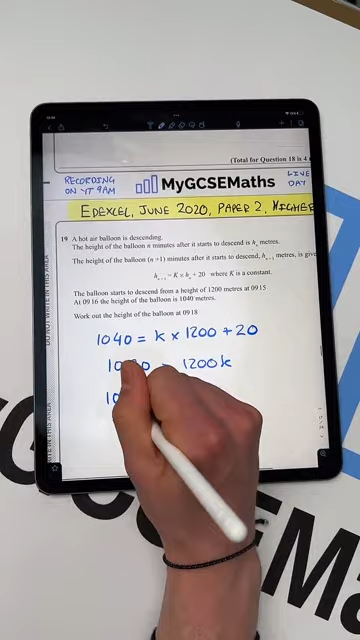 (Total for Question 18 is 4
RECORDING ON YT 9AM
MyGCSEMaths
LIVE DAY
EDEXCEL, JUNE 2020, PAPER 2, HIGHER
19 A hot air balloon is descending.
The height of the balloon n minutes after it starts to descend is hₙ metres.
The height of the balloon (n + 1) minutes after it starts to descend, hₙ₊₁ metres, is give
hₙ₊₁ = K × hₙ + 20 where K is a constant.
The balloon starts to descend from a height of 1200 metres at 09 15
At 09 16 the height of the balloon is 1040 metres.
Work out the height of the balloon at 09 18
1040 = K × 1200 + 20
1200k
10
DO NOT WRITE IN THIS AREA
GCSEMa